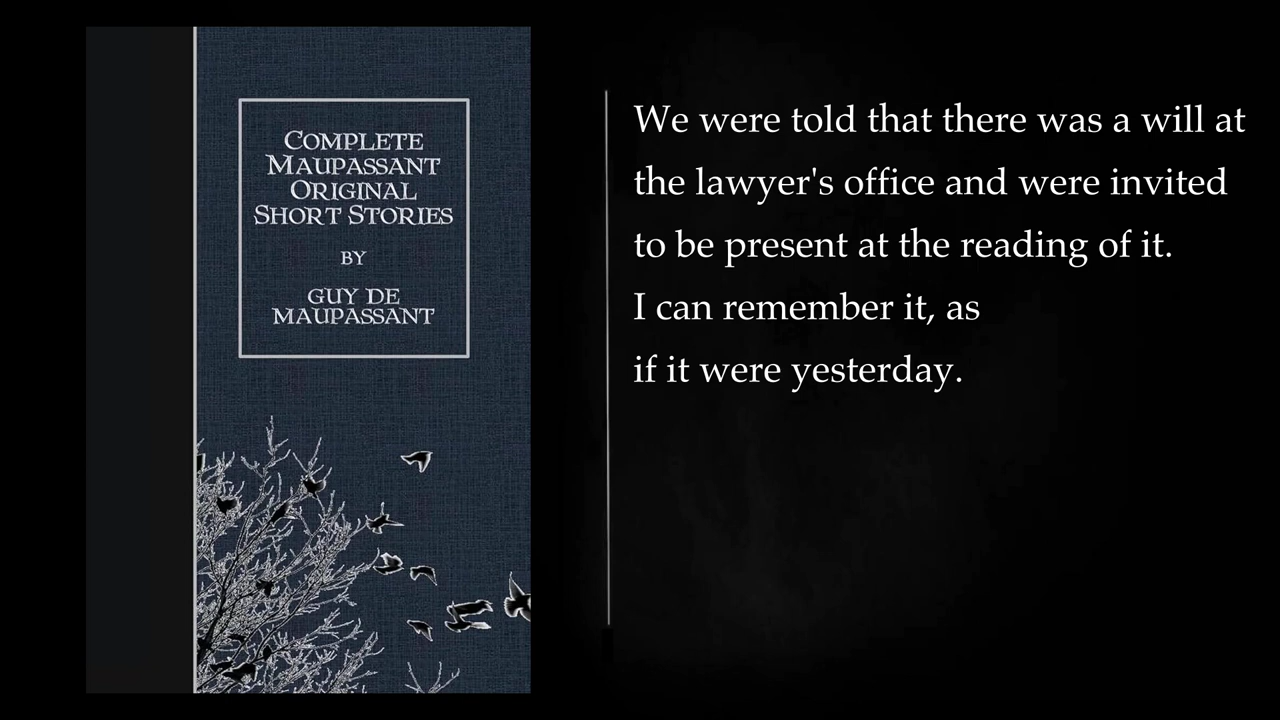 COMPLETE
MAUPASSANT
ORIGINAL
SHORT STORIES
BY
GUY DE
MAUPASSANT
We were told that there was a will at
the lawyer's office and were invited
to be present at the reading of it.
I can remember it, as
if it were yesterday.